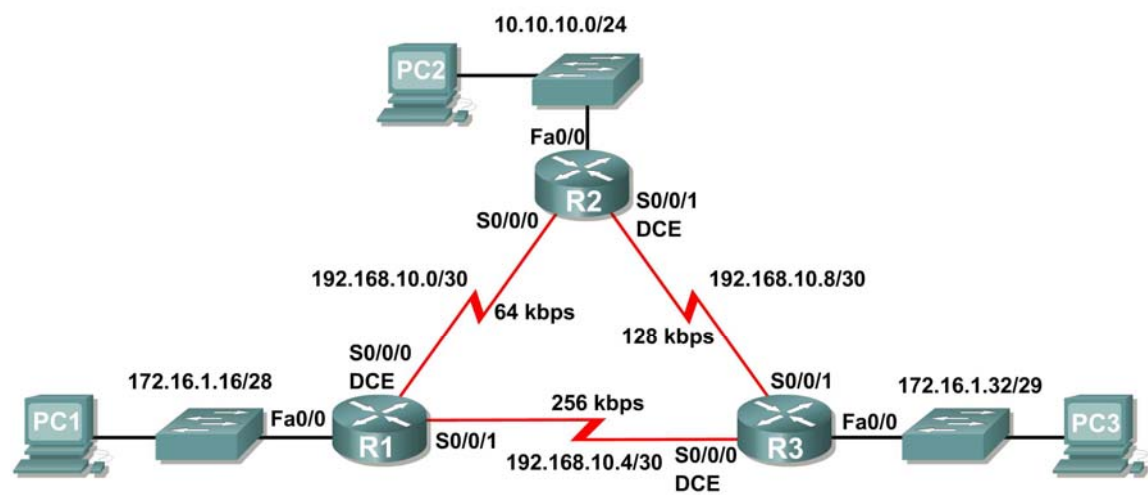 10.10.10.0/24
PC2
Fa0/0
R2
S0/0/0
S0/0/1
DCE
192.168.10.0/30
192.168.10.8/30
64 kbps
128 kbps
S0/0/0
DCE
S0/0/1
172.16.1.16/28
172.16.1.32/29
256 kbps
PC1
Fa0/0
R1
S0/0/1
192.168.10.4/30
S0/0/0
DCE
R3
Fa0/0
PC3